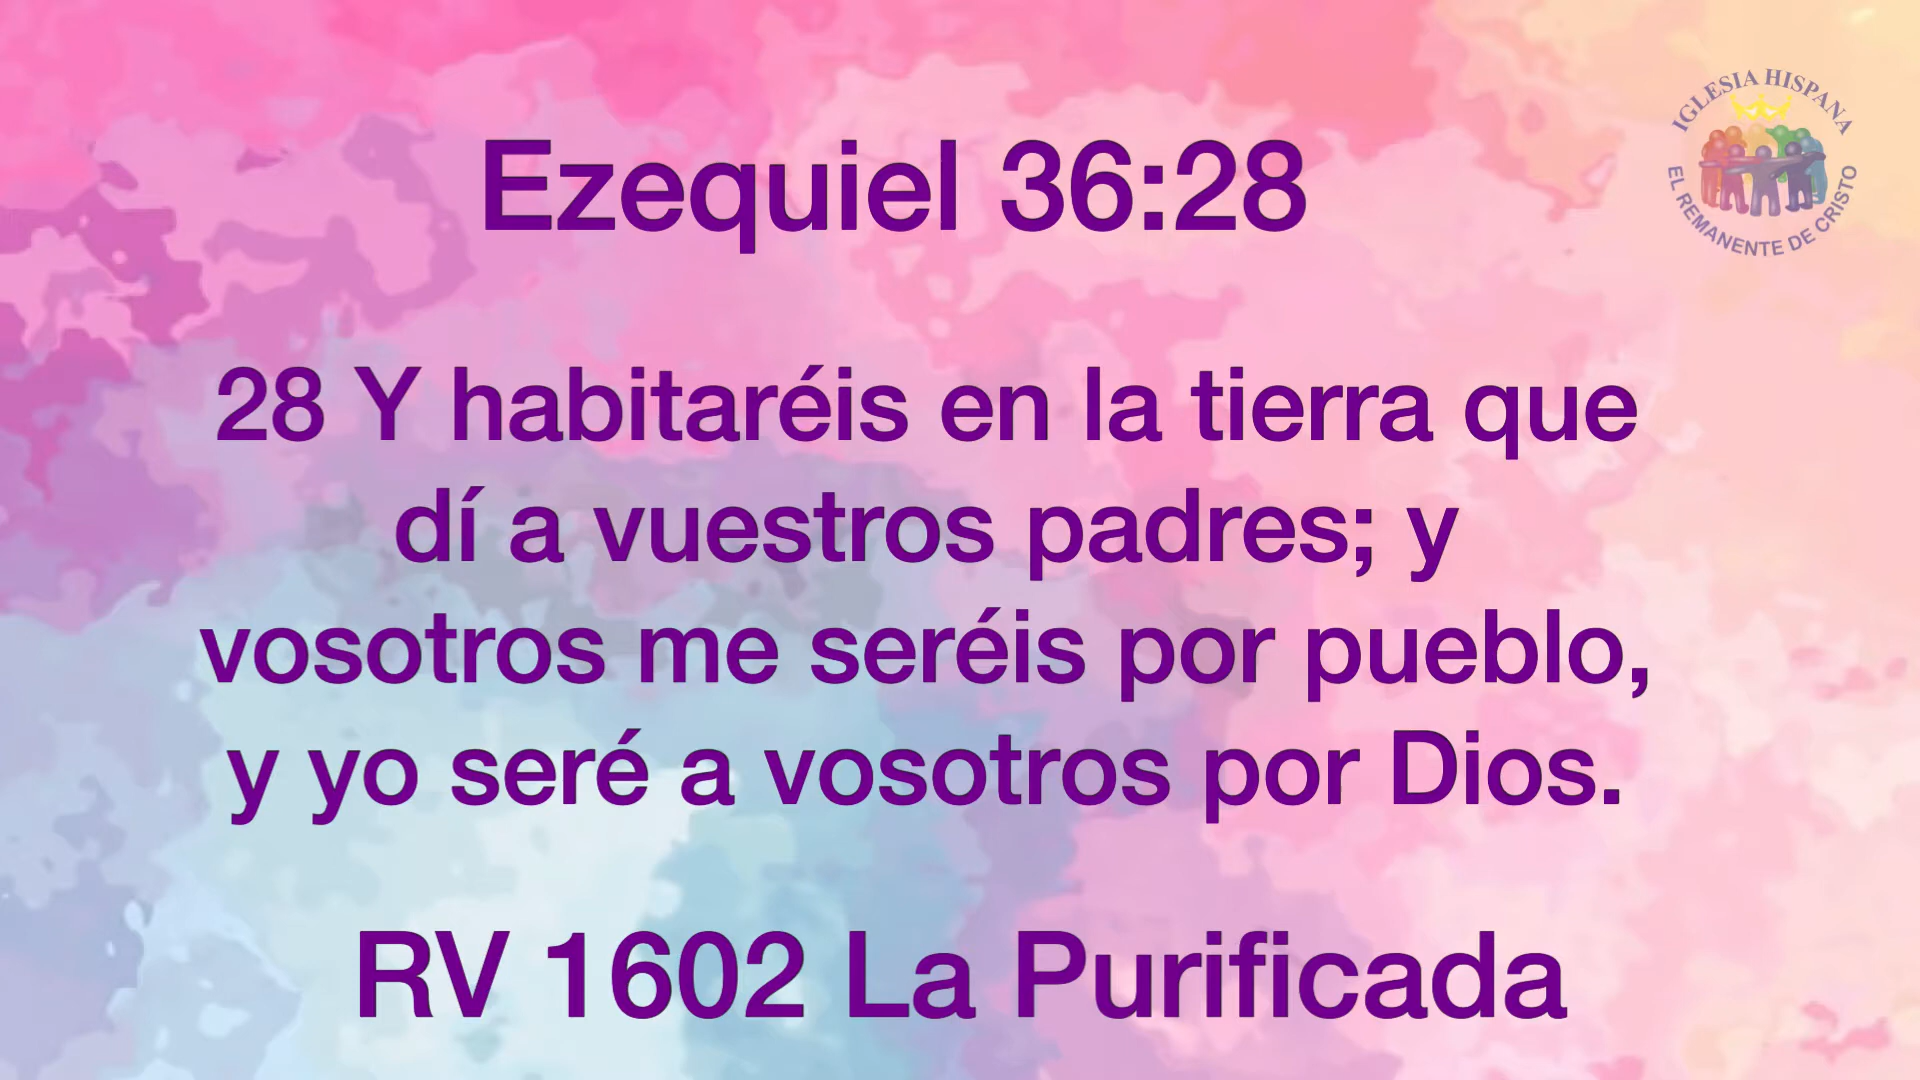 IGLESIA HISPANA
EL REMANENTE DE CRISTO
Ezequiel 36:28
28 Y habitaréis en la tierra que
dí a vuestros padres; y
vosotros me seréis por pueblo,
y yo seré a vosotros por Dios.
RV 1602 La Purificada